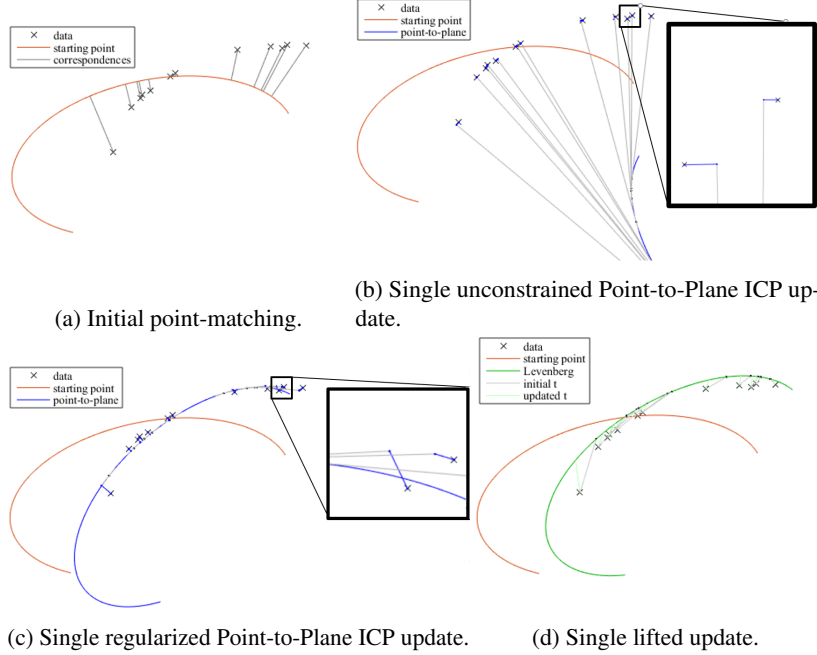 data
starting point
correspondences
data
starting point
point-to-plane
(a) Initial point-matching.
(b) Single unconstrained Point-to-Plane ICP up-
date.
data
starting point
point-to-plane
data
starting point
Levenberg
initial t
updated t
(c) Single regularized Point-to-Plane ICP update.
(d) Single lifted update.